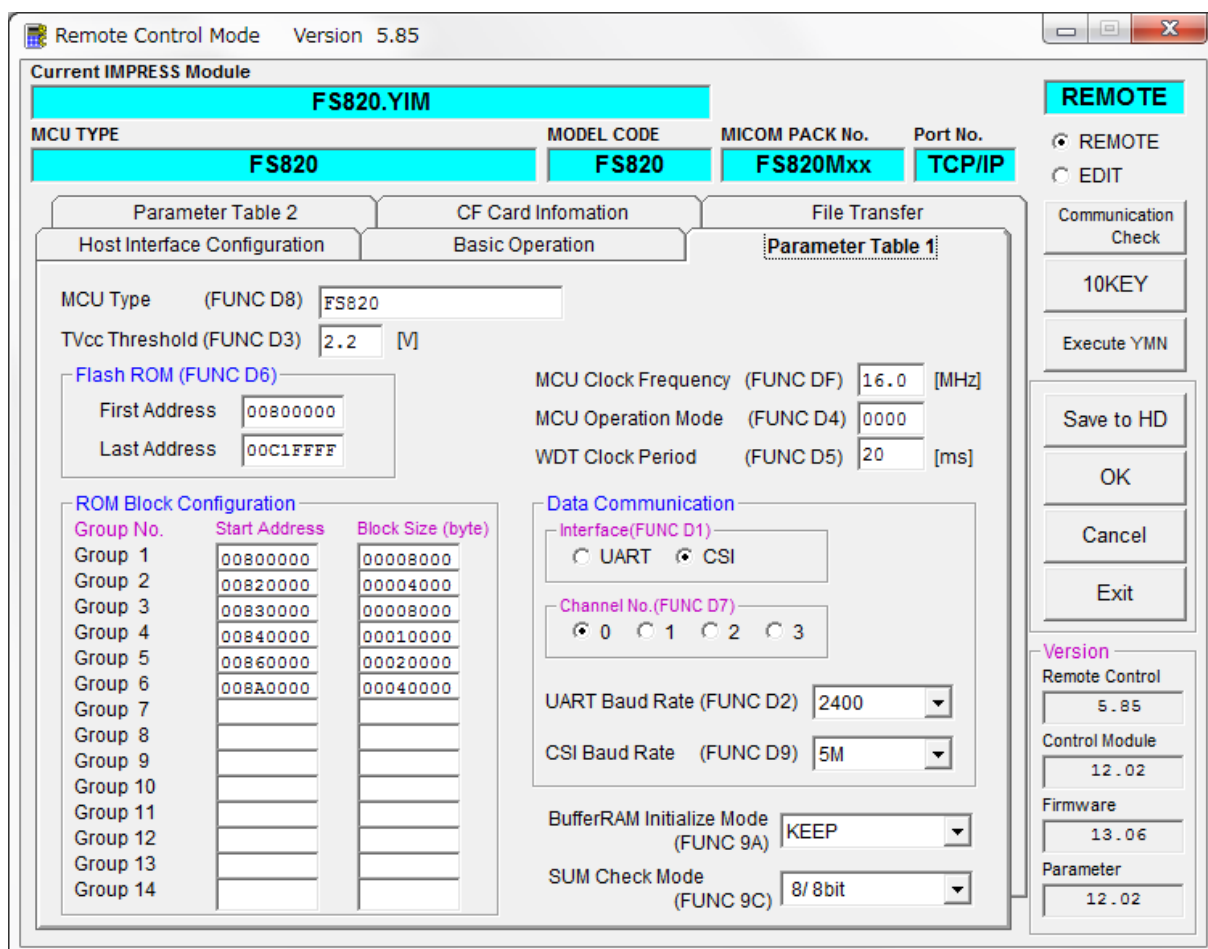 Remote Control Mode Version 5.85
Current IMPRESS Module
FS820.YIM
REMOTE
MCU TYPE MODEL CODE MICOM PACK No. Port No.
FS820 FS820 FS820Mxx TCP/IP
REMOTE
EDIT
Parameter Table 2 CF Card Infomation File Transfer
Host Interface Configuration Basic Operation Parameter Table 1
Communication
Check
10KEY
Execute YMN
Save to HD
OK
Cancel
Exit
MCU Type (FUNC D8) FS820
TVcc Threshold (FUNC D3) 2.2 [V]
Flash ROM (FUNC D6)
First Address 00800000
Last Address 00C1FFFF
MCU Clock Frequency (FUNC DF) 16.0 [MHz]
MCU Operation Mode (FUNC D4) 0000
WDT Clock Period (FUNC D5) 20 [ms]
ROM Block Configuration
Group No. Start Address Block Size (byte)
Group 1 00800000 00008000
Group 2 00820000 00004000
Group 3 00830000 00008000
Group 4 00840000 00010000
Group 5 00860000 00020000
Group 6 008A0000 00040000
Group 7
Group 8
Group 9
Group 10
Group 11
Group 12
Group 13
Group 14
Data Communication
Interface(FUNC D1)
UART CSI
Channel No.(FUNC D7)
0 1 2 3
UART Baud Rate (FUNC D2) 2400
CSI Baud Rate (FUNC D9) 5M
BufferRAM Initialize Mode
(FUNC 9A) KEEP
SUM Check Mode
(FUNC 9C) 8/ 8bit
Version
Remote Control
5.85
Control Module
12.02
Firmware
13.06
Parameter
12.02